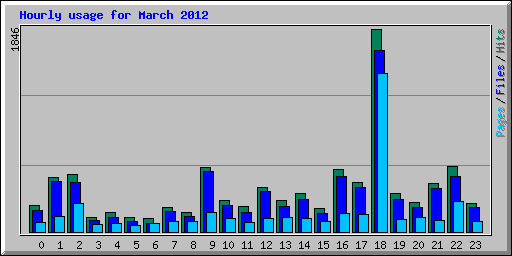 Hourly usage for March 2012
1846
Pages / Files / Hits
0 1 2 3 4 5 6 7 8 9 10 11 12 13 14 15 16 17 18 19 20 21 22 23